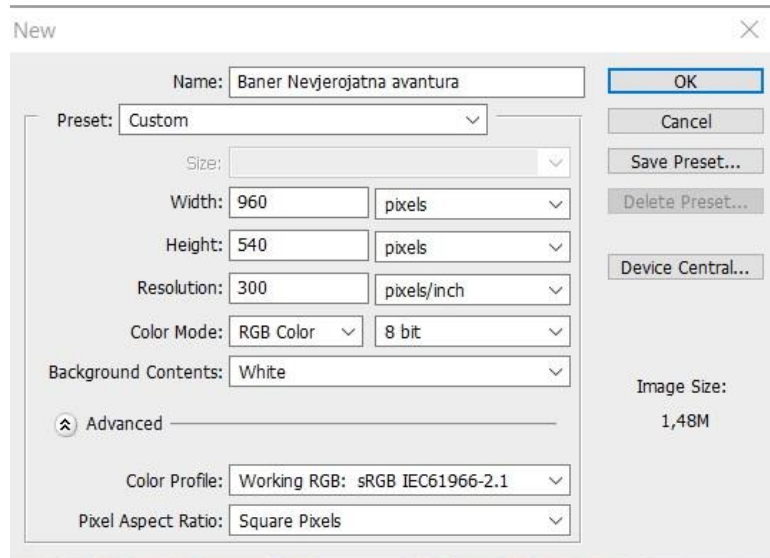 New
Name: Baner Nevjerojatna avantura
OK
Preset: Custom
Cancel
Size:
Save Preset...
Width: 960 pixels
Delete Preset...
Height: 540 pixels
Device Central...
Resolution: 300 pixels/inch
Color Mode: RGB Color 8 bit
Background Contents: White
Image Size:
1,48M
Advanced
Color Profile: Working RGB: sRGB IEC61966-2.1
Pixel Aspect Ratio: Square Pixels